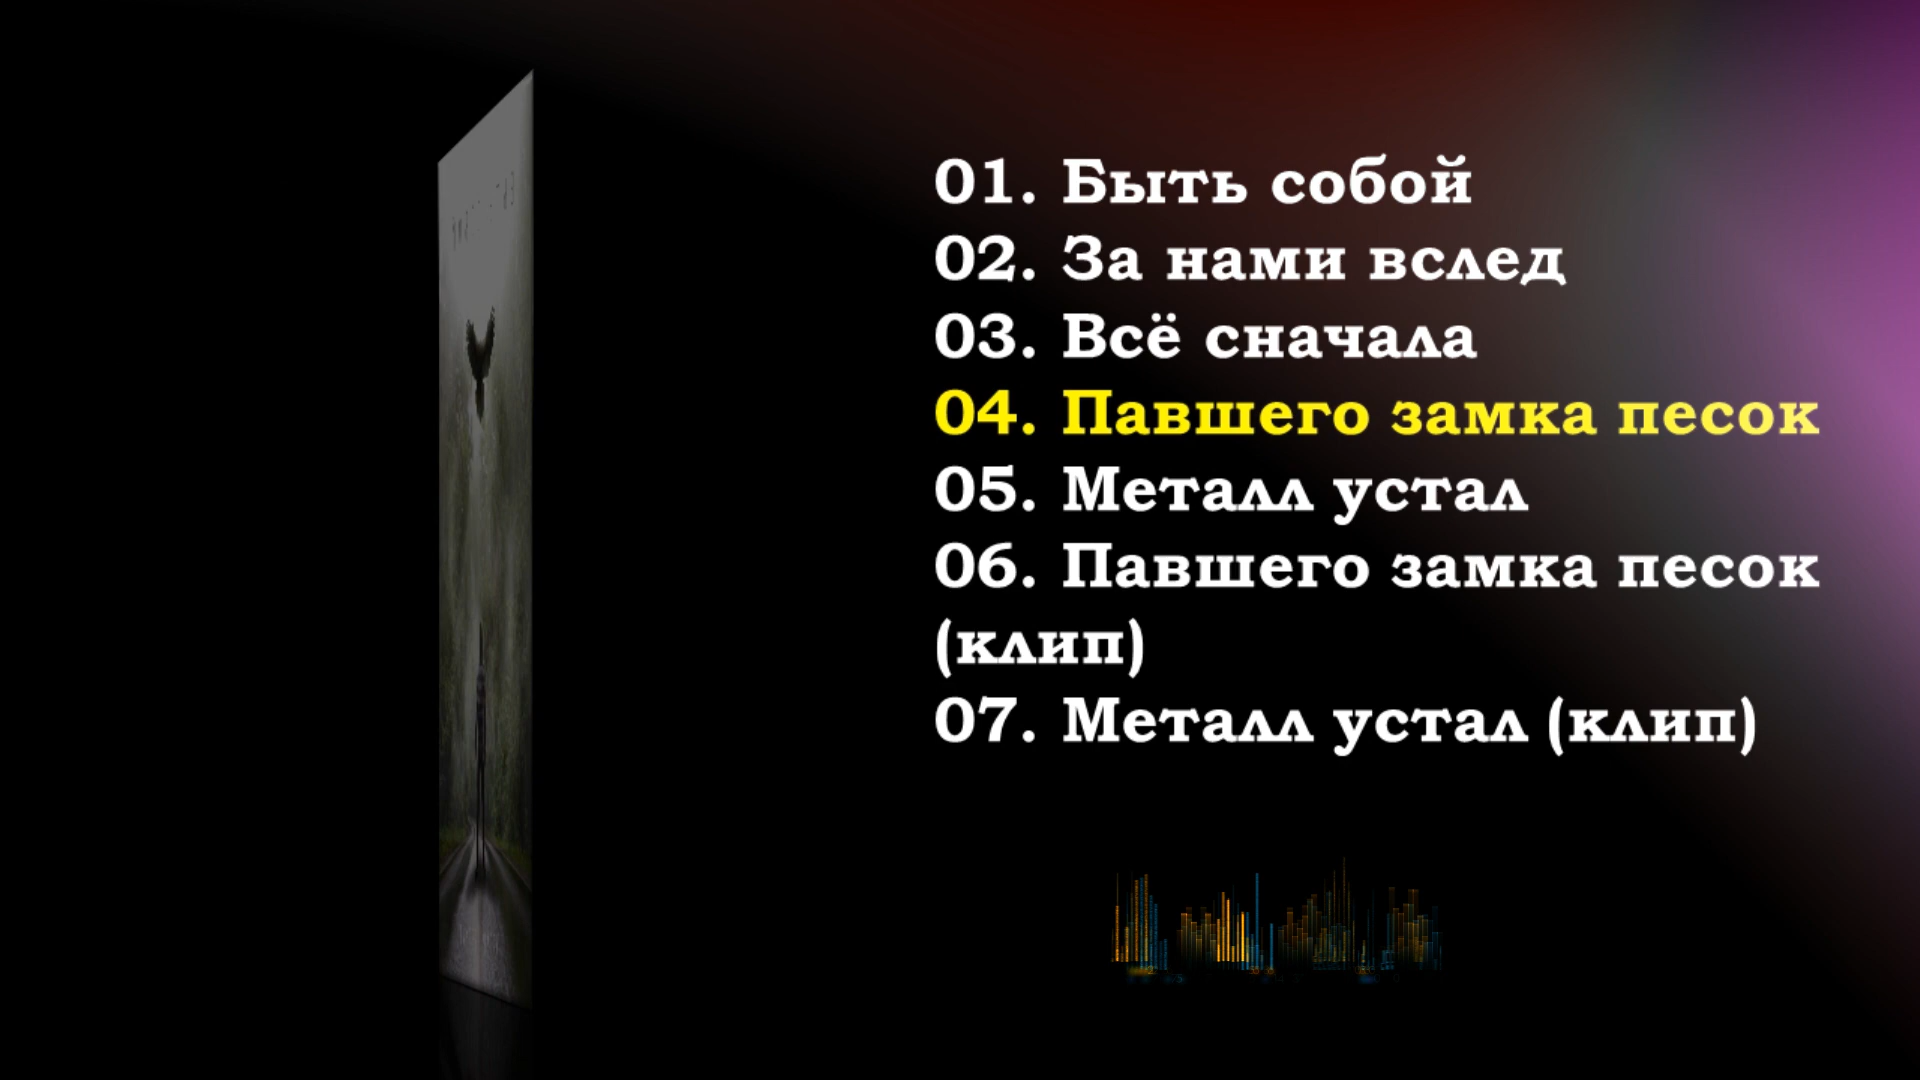 01. Быть собой
02. За нами вслед
03. Всё сначала
04. Павшего замка песок
05. Металл устал
06. Павшего замка песок
(клип)
07. Металл устал (клип)